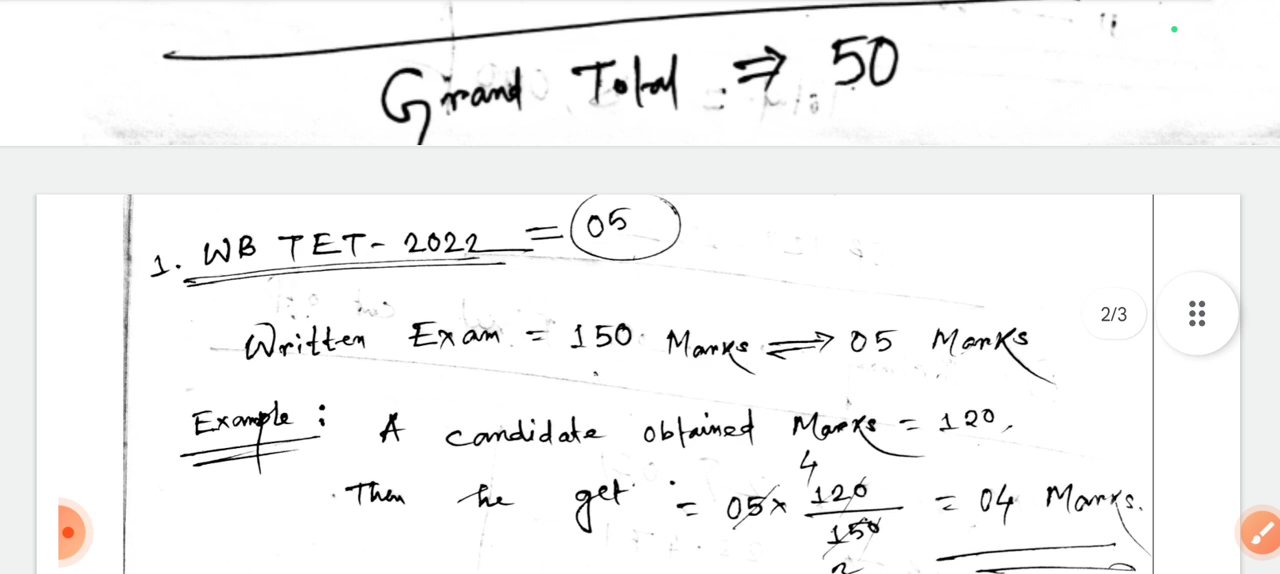 Grand Total ⇒ 50
1. WB TET- 2022 = 05
2/3
Written Exam = 150 Marks ⇒ 05 Marks
Example : A candidate obtained Marks = 120,
4
Then he get = 05 × 120/150 = 04 Marks.